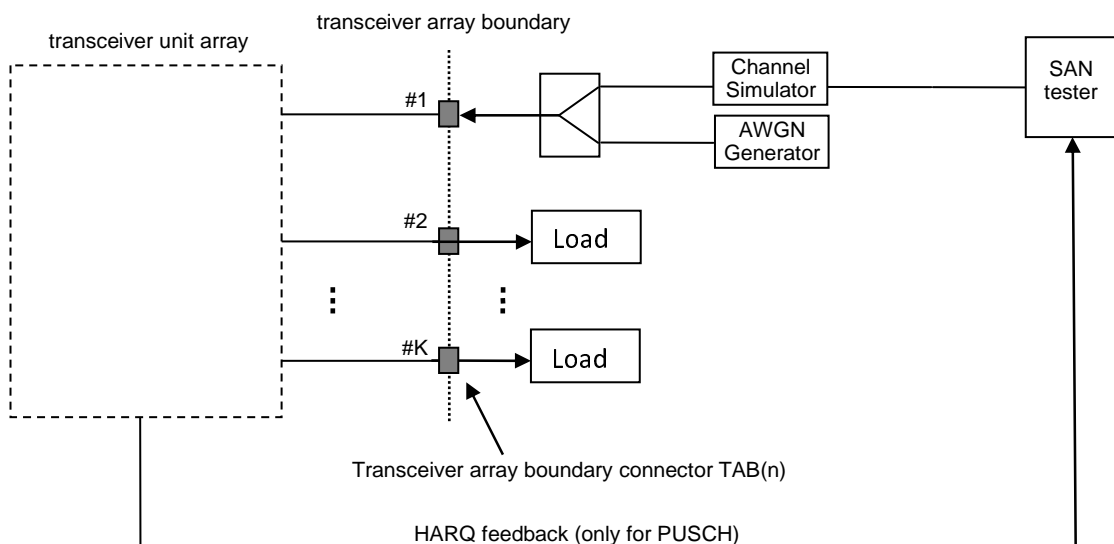 transceiver array boundary
transceiver unit array
#1
Channel
Simulator
AWGN
Generator
SAN
tester
#2
Load
#K
Load
Transceiver array boundary connector TAB(n)
HARQ feedback (only for PUSCH)